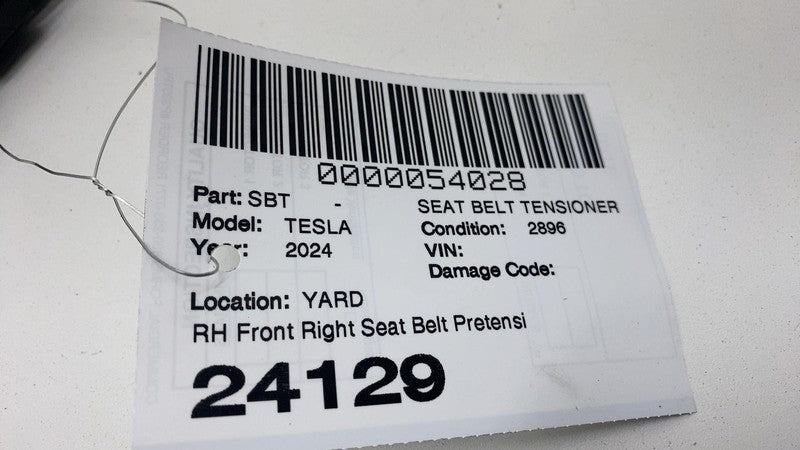 0000054028
Part: SBT - SEAT BELT TENSIONER
Model: TESLA Condition: 2896
Year: 2024 VIN:
Damage Code:
Location: YARD
RH Front Right Seat Belt Pretensi
24129